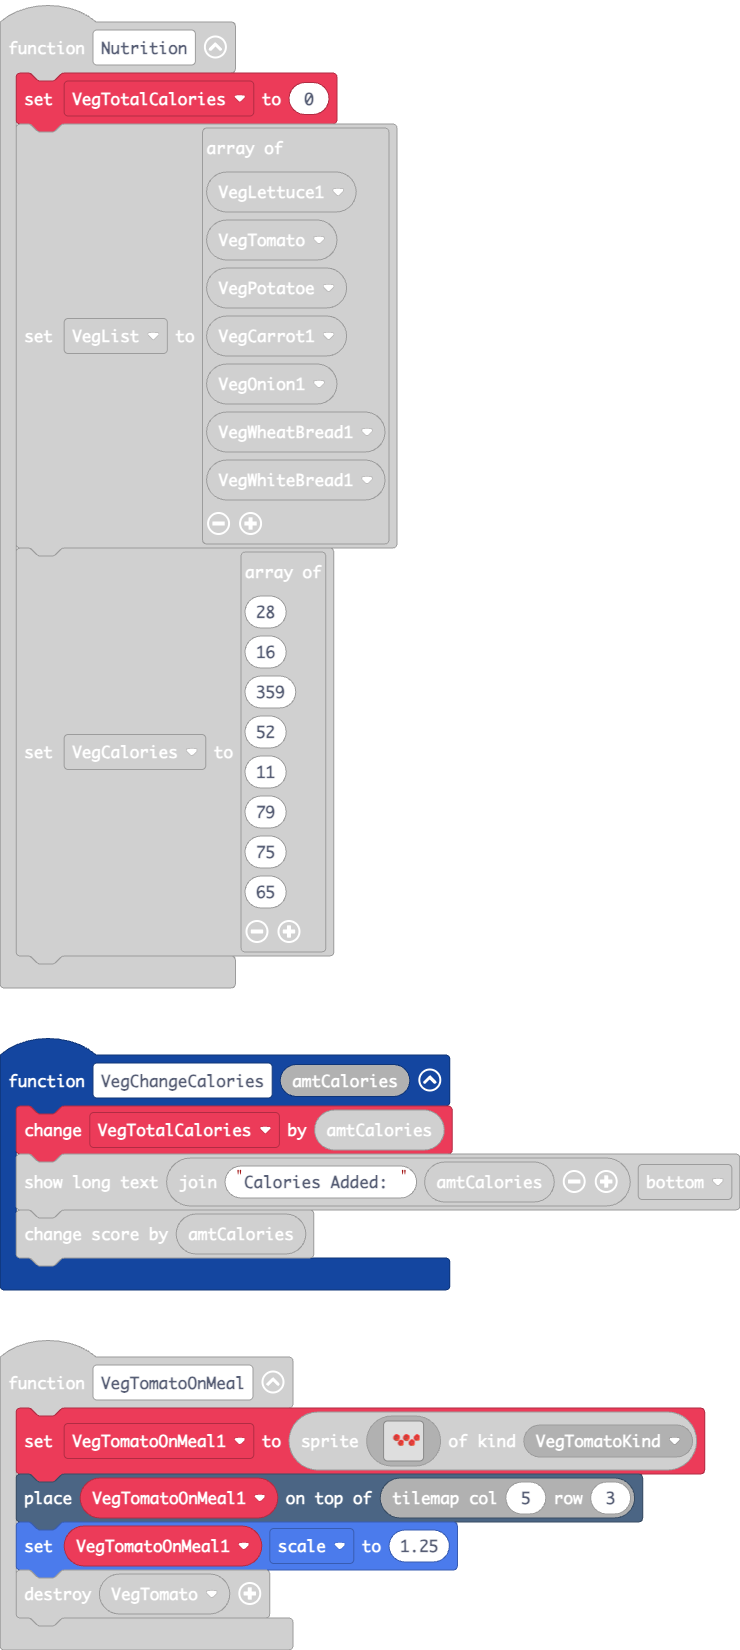 function Nutrition
set VegTotalCalories to 0
array of
VegLettuce1
VegTomato
VegPotatoe
set VegList to VegCarrot1
VegOnion1
VegWheatBread1
VegWhiteBread1
array of
28
16
359
52
set VegCalories to
11
79
75
65
function VegChangeCalories amtCalories
change VegTotalCalories by amtCalories
show long text join "Calories Added: " amtCalories bottom
change score by amtCalories
function VegTomatoOnMeal
set VegTomatoOnMeal1 to sprite of kind VegTomatoKind
place VegTomatoOnMeal1 on top of tilemap col 5 row 3
set VegTomatoOnMeal1 scale to 1.25
destroy VegTomato